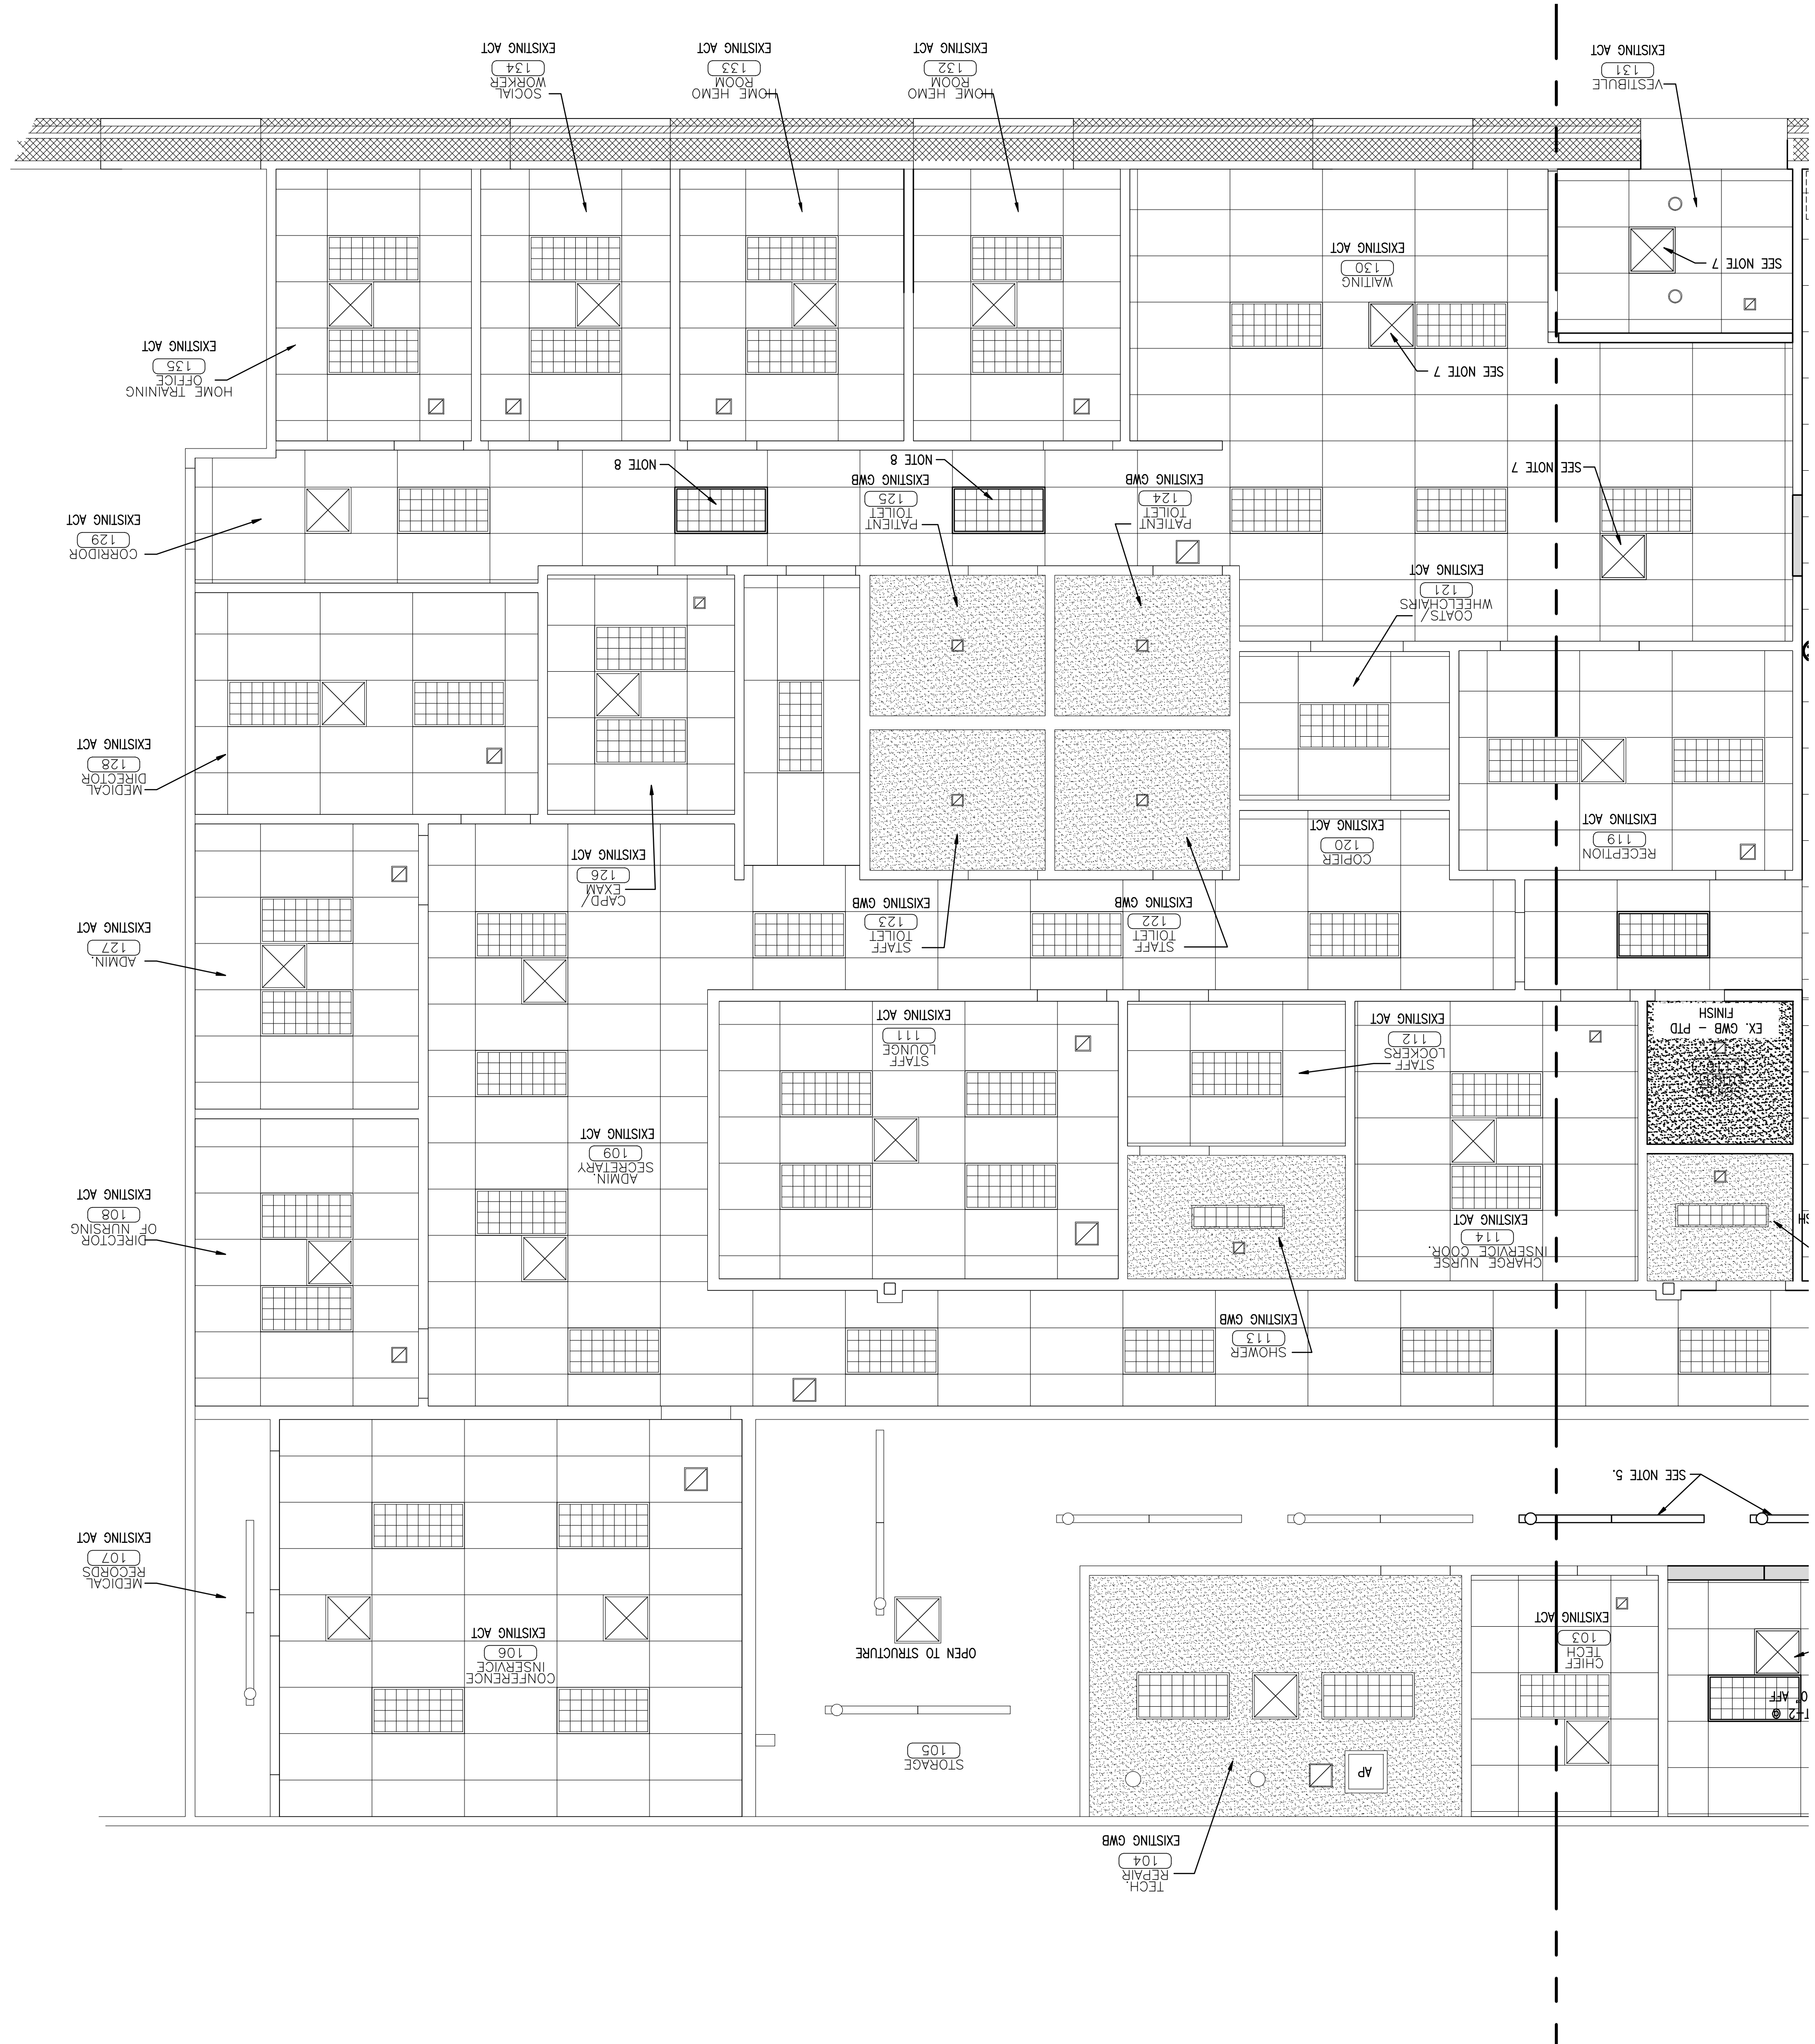 TECH.
REPAIR
104
EXISTING GWB
T-2 @
0" AFF
CHIEF
TECH
103
EXISTING ACT
AP
STORAGE
105
OPEN TO STRUCTURE
CONFERENCE
INSERVICE
106
EXISTING ACT
MEDICAL
RECORDS
107
EXISTING ACT
SEE NOTE 5.
SHOWER
113
EXISTING GWB
CHARGE NURSE
INSERVICE COOR.
114
EXISTING ACT
DIRECTOR
OF NURSING
108
EXISTING ACT
ADMIN.
SECRETARY
109
EXISTING ACT
EX. GWB - PTD
FINISH
STAFF
LOCKERS
112
EXISTING ACT
STAFF
LOUNGE
111
EXISTING ACT
ADMIN.
127
EXISTING ACT
STAFF
TOILET
122
EXISTING GWB
STAFF
TOILET
123
EXISTING GWB
CAPD/
EXAM
126
EXISTING ACT
RECEPTION
119
EXISTING ACT
COPIER
120
EXISTING ACT
MEDICAL
DIRECTOR
128
EXISTING ACT
COATS/
WHEELCHAIRS
121
EXISTING ACT
CORRIDOR
129
EXISTING ACT
PATIENT
TOILET
124
EXISTING GWB
PATIENT
TOILET
125
EXISTING GWB
SEE NOTE 7
NOTE 8
NOTE 8
HOME TRAINING
OFFICE
135
EXISTING ACT
SEE NOTE 7
WAITING
130
EXISTING ACT
SEE NOTE 7
VESTIBULE
131
EXISTING ACT
HOME HEMO
ROOM
132
EXISTING ACT
HOME HEMO
ROOM
133
EXISTING ACT
SOCIAL
WORKER
134
EXISTING ACT